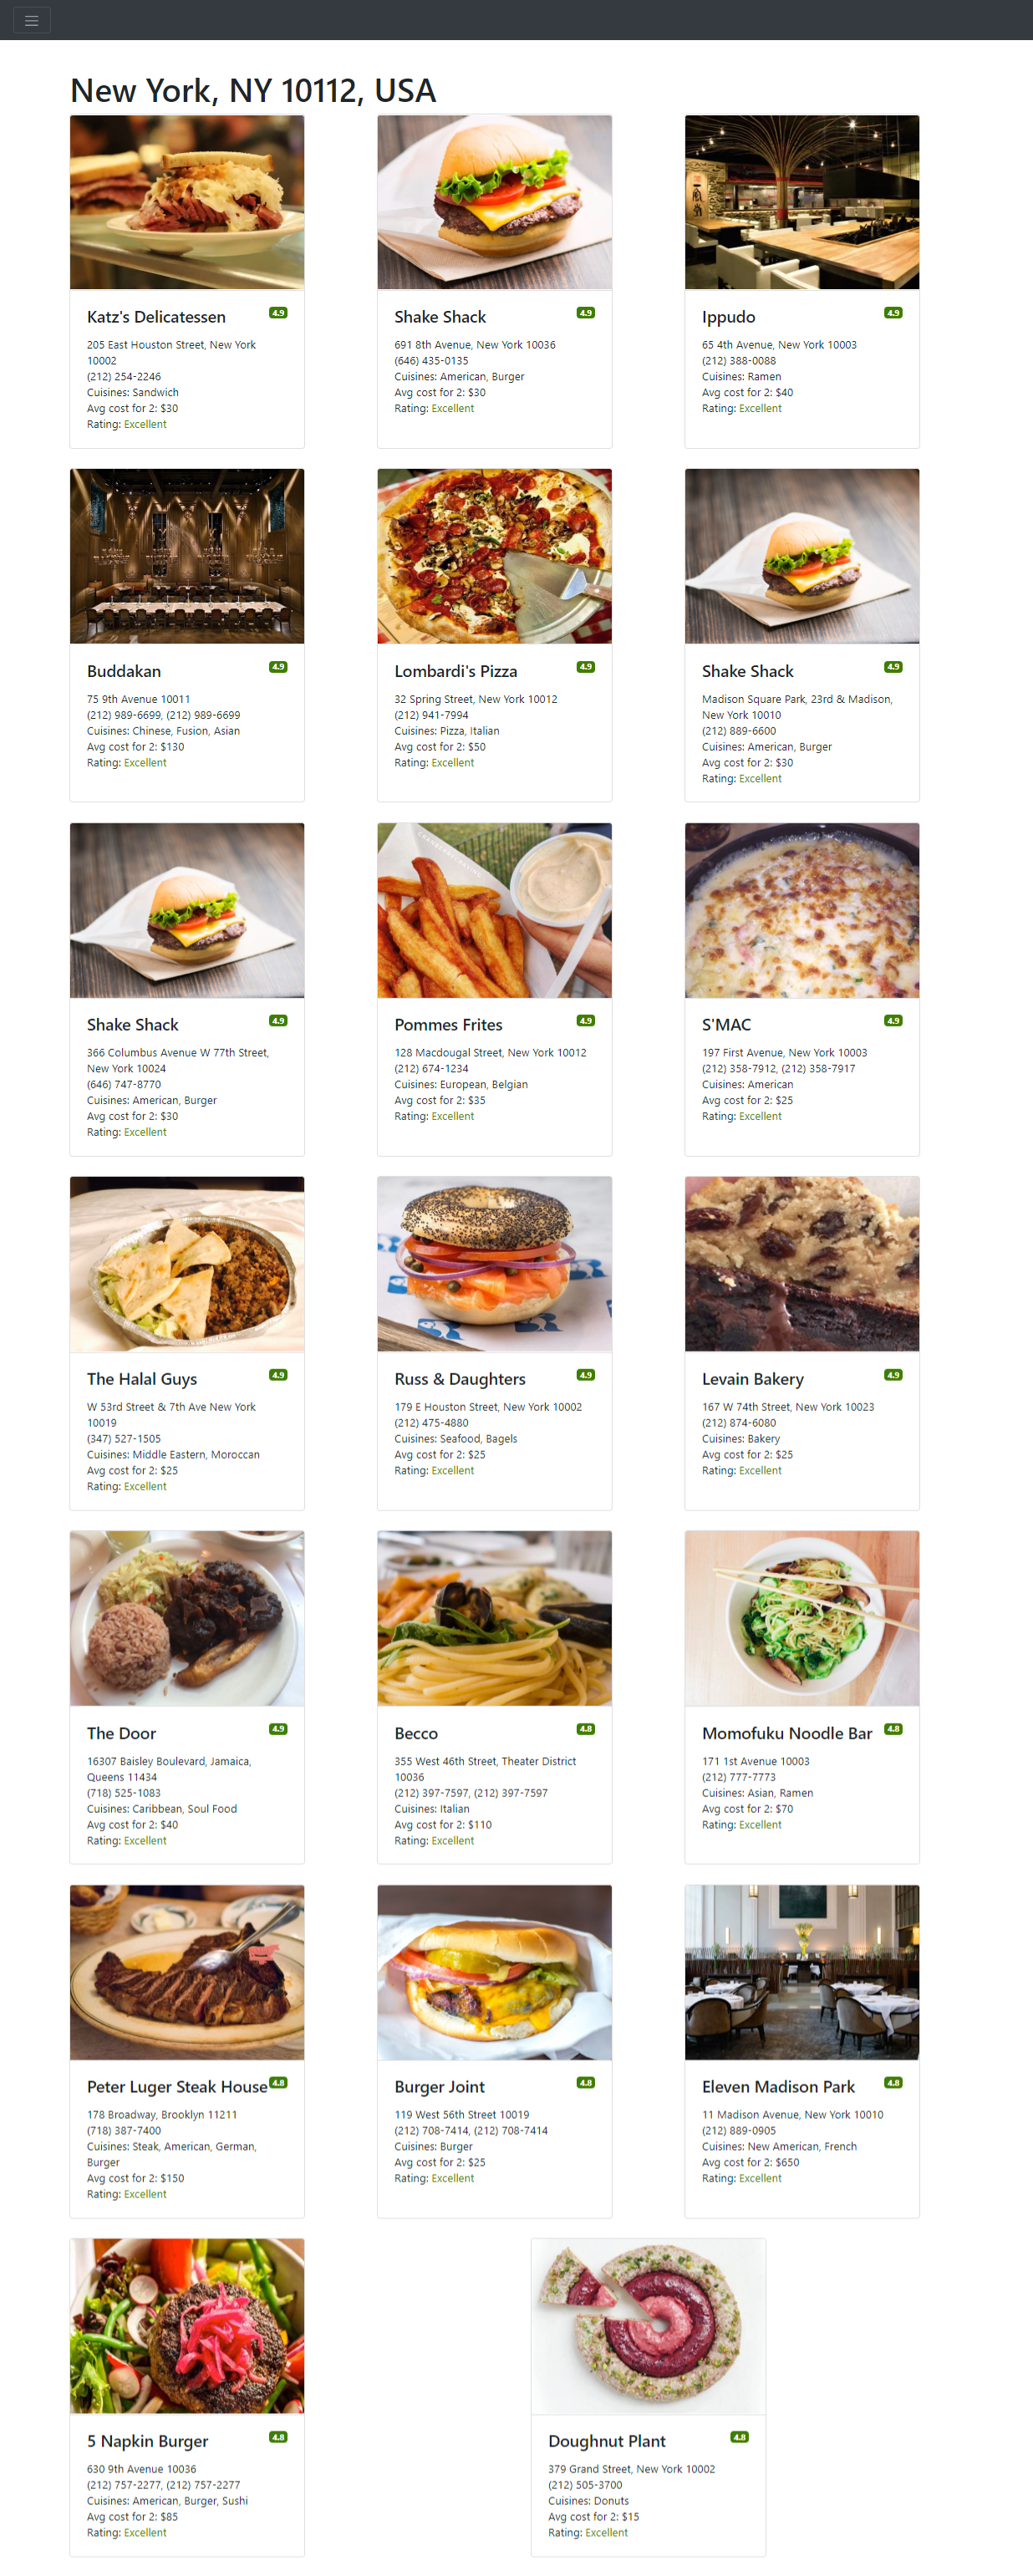 New York, NY 10112, USA
Katz's Delicatessen
4.9
205 East Houston Street, New York
10002
(212) 254-2246
Cuisines: Sandwich
Avg cost for 2: $30
Rating: Excellent
Shake Shack
4.9
691 8th Avenue, New York 10036
(646) 435-0135
Cuisines: American, Burger
Avg cost for 2: $30
Rating: Excellent
Ippudo
4.9
65 4th Avenue, New York 10003
(212) 388-0088
Cuisines: Ramen
Avg cost for 2: $40
Rating: Excellent
Buddakan
4.9
75 9th Avenue 10011
(212) 989-6699, (212) 989-6699
Cuisines: Chinese, Fusion, Asian
Avg cost for 2: $130
Rating: Excellent
Lombardi's Pizza
4.9
32 Spring Street, New York 10012
(212) 941-7994
Cuisines: Pizza, Italian
Avg cost for 2: $50
Rating: Excellent
Shake Shack
4.9
Madison Square Park, 23rd & Madison,
New York 10010
(212) 889-6600
Cuisines: American, Burger
Avg cost for 2: $30
Rating: Excellent
Shake Shack
4.9
366 Columbus Avenue W 77th Street,
New York 10024
(646) 747-8770
Cuisines: American, Burger
Avg cost for 2: $30
Rating: Excellent
Pommes Frites
4.9
128 Macdougal Street, New York 10012
(212) 674-1234
Cuisines: European, Belgian
Avg cost for 2: $35
Rating: Excellent
S'MAC
4.9
197 First Avenue, New York 10003
(212) 358-7912, (212) 358-7917
Cuisines: American
Avg cost for 2: $25
Rating: Excellent
The Halal Guys
4.9
W 53rd Street & 7th Ave New York
10019
(347) 527-1505
Cuisines: Middle Eastern, Moroccan
Avg cost for 2: $25
Rating: Excellent
Russ & Daughters
4.9
179 E Houston Street, New York 10002
(212) 475-4880
Cuisines: Seafood, Bagels
Avg cost for 2: $25
Rating: Excellent
Levain Bakery
4.9
167 W 74th Street, New York 10023
(212) 874-6080
Cuisines: Bakery
Avg cost for 2: $25
Rating: Excellent
The Door
4.9
16307 Baisley Boulevard, Jamaica,
Queens 11434
(718) 525-1083
Cuisines: Caribbean, Soul Food
Avg cost for 2: $40
Rating: Excellent
Becco
4.8
355 West 46th Street, Theater District
10036
(212) 397-7597, (212) 397-7597
Cuisines: Italian
Avg cost for 2: $110
Rating: Excellent
Momofuku Noodle Bar
4.8
171 1st Avenue 10003
(212) 777-7773
Cuisines: Asian, Ramen
Avg cost for 2: $70
Rating: Excellent
Peter Luger Steak House
4.8
178 Broadway, Brooklyn 11211
(718) 387-7400
Cuisines: Steak, American, German,
Burger
Avg cost for 2: $150
Rating: Excellent
Burger Joint
4.8
119 West 56th Street 10019
(212) 708-7414, (212) 708-7414
Cuisines: Burger
Avg cost for 2: $25
Rating: Excellent
Eleven Madison Park
4.8
11 Madison Avenue, New York 10010
(212) 889-0905
Cuisines: New American, French
Avg cost for 2: $650
Rating: Excellent
5 Napkin Burger
4.8
630 9th Avenue 10036
(212) 757-2277, (212) 757-2277
Cuisines: American, Burger, Sushi
Avg cost for 2: $85
Rating: Excellent
Doughnut Plant
4.8
379 Grand Street, New York 10002
(212) 505-3700
Cuisines: Donuts
Avg cost for 2: $15
Rating: Excellent